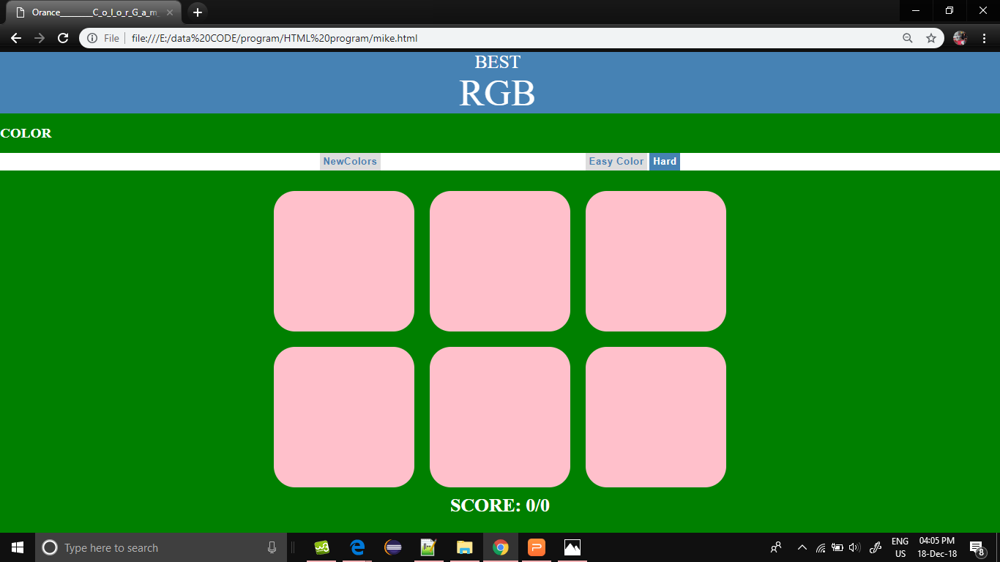 Orance_________C_o_l_o_r_G_a_m_
File file:///E:/data%20CODE/program/HTML%20program/mike.html
BEST
RGB
COLOR
NewColors Easy Color Hard
SCORE: 0/0
Type here to search
ENG 04:05 PM
US 18-Dec-18 8